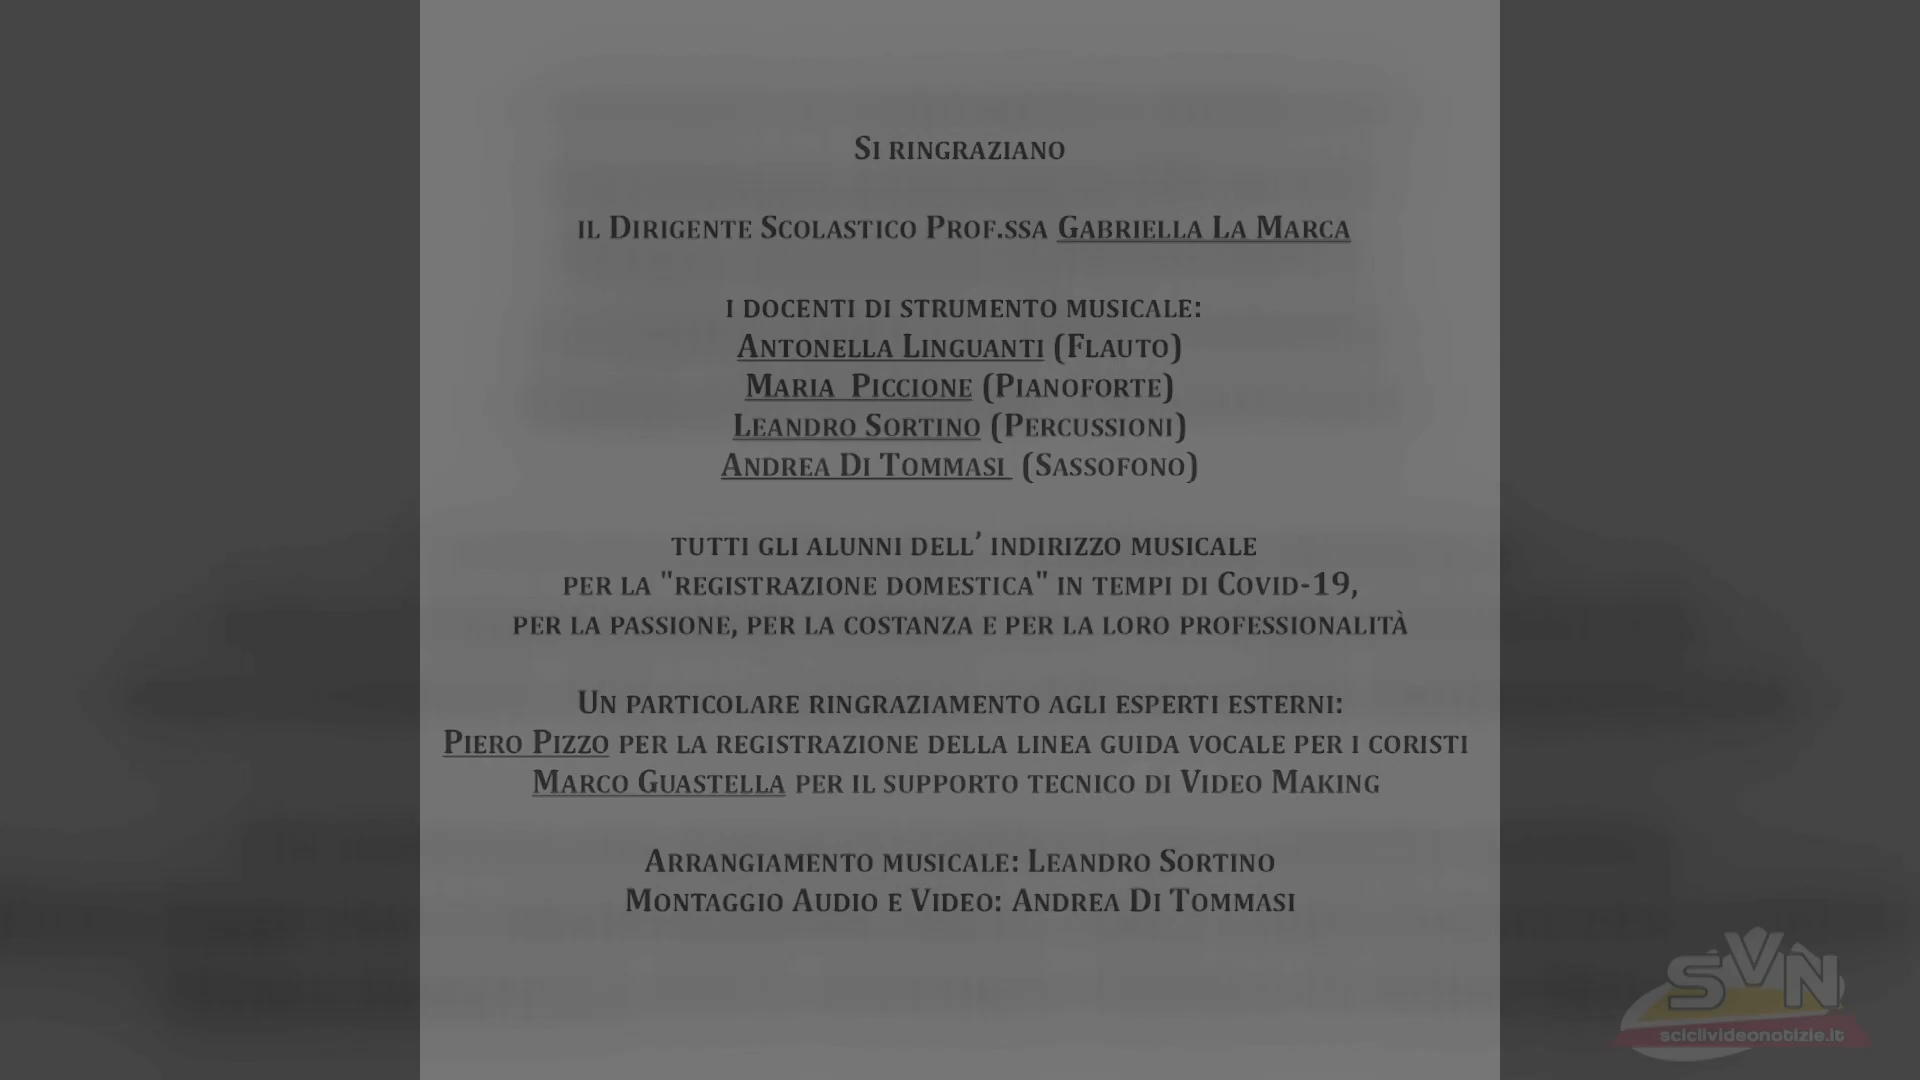 Si ringraziano
il Dirigente Scolastico Prof.ssa Gabriella La Marca
i docenti di strumento musicale:
Antonella Linguanti (Flauto)
Maria Piccione (Pianoforte)
Leandro Sortino (Percussioni)
Andrea Di Tommasi (Sassofono)
tutti gli alunni dell’ indirizzo musicale
per la "registrazione domestica" in tempi di Covid-19,
per la passione, per la costanza e per la loro professionalità
Un particolare ringraziamento agli esperti esterni:
Piero Pizzo per la registrazione della linea guida vocale per i coristi
Marco Guastella per il supporto tecnico di Video Making
Arrangiamento musicale: Leandro Sortino
Montaggio Audio e Video: Andrea Di Tommasi
SVN
sciclivideonotizie.it